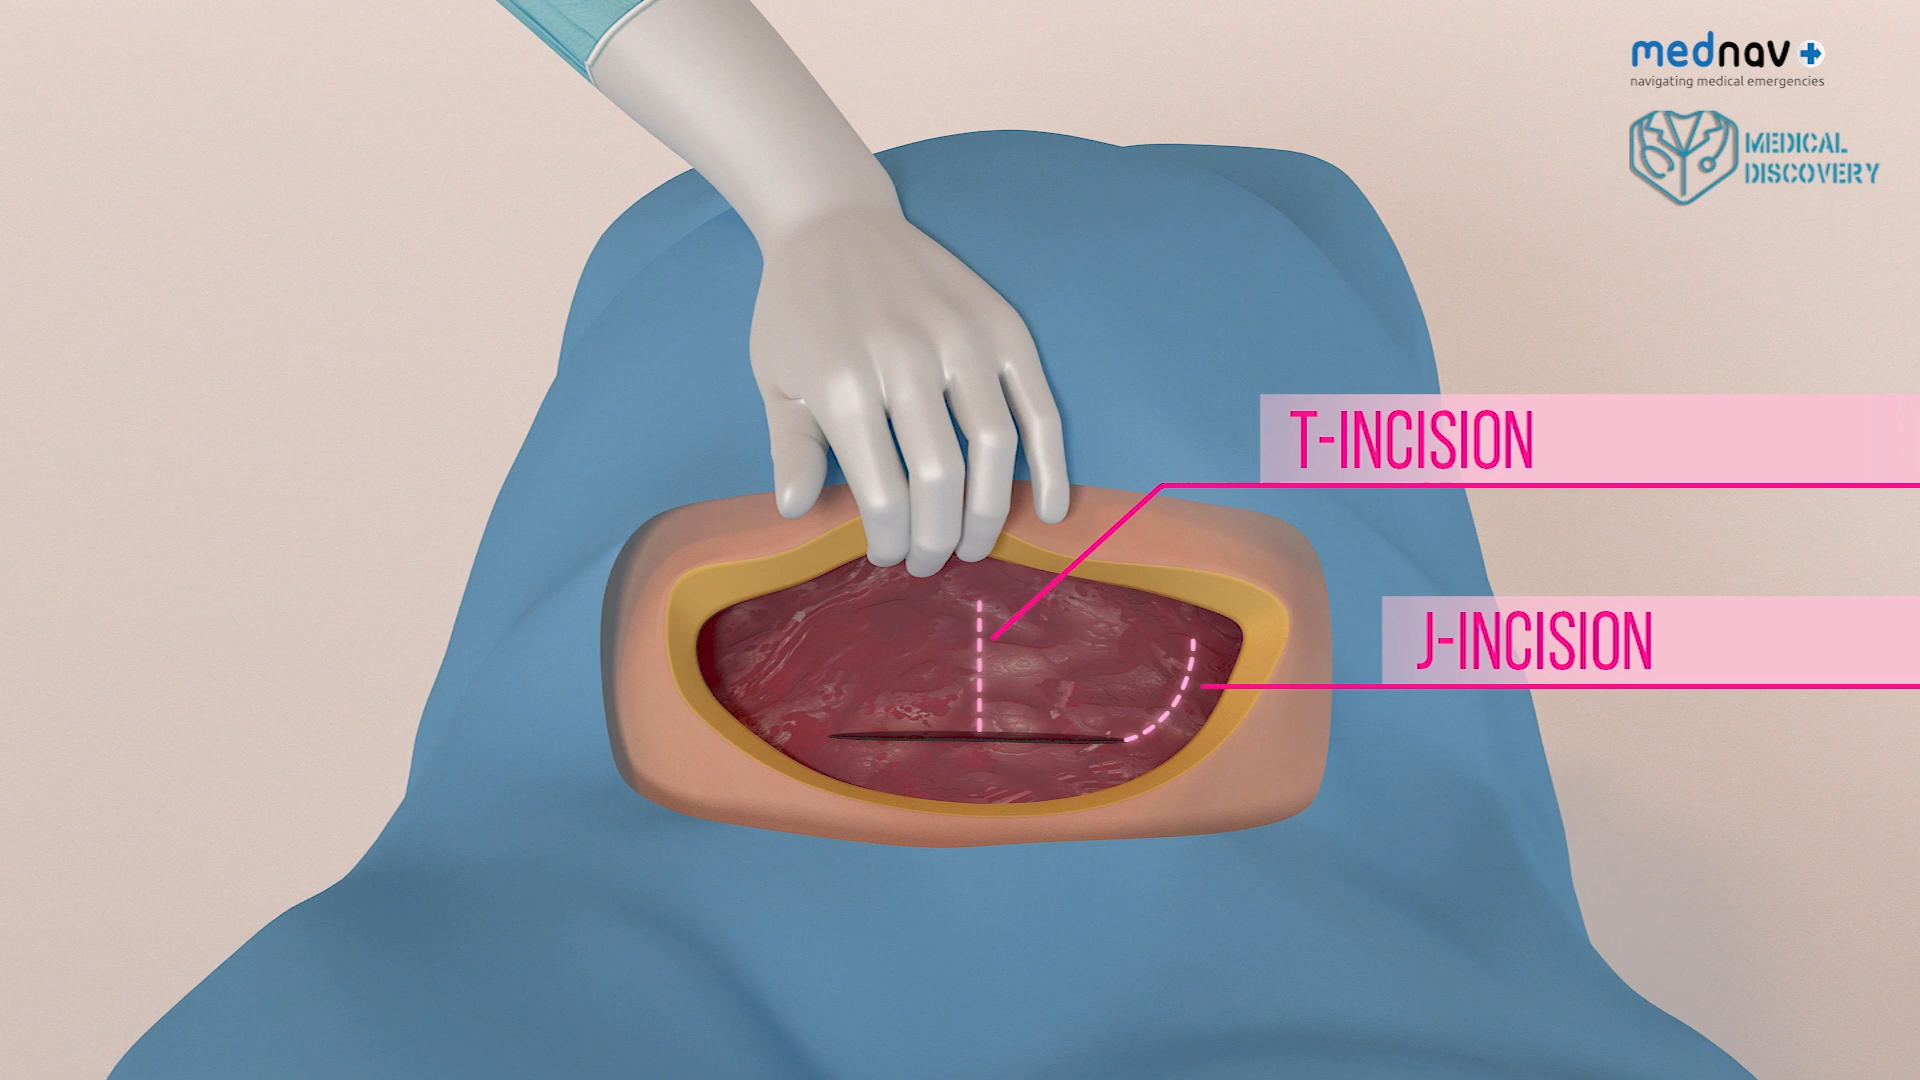 mednav
navigating medical emergencies
MEDICAL
DISCOVERY
T-INCISION
J-INCISION